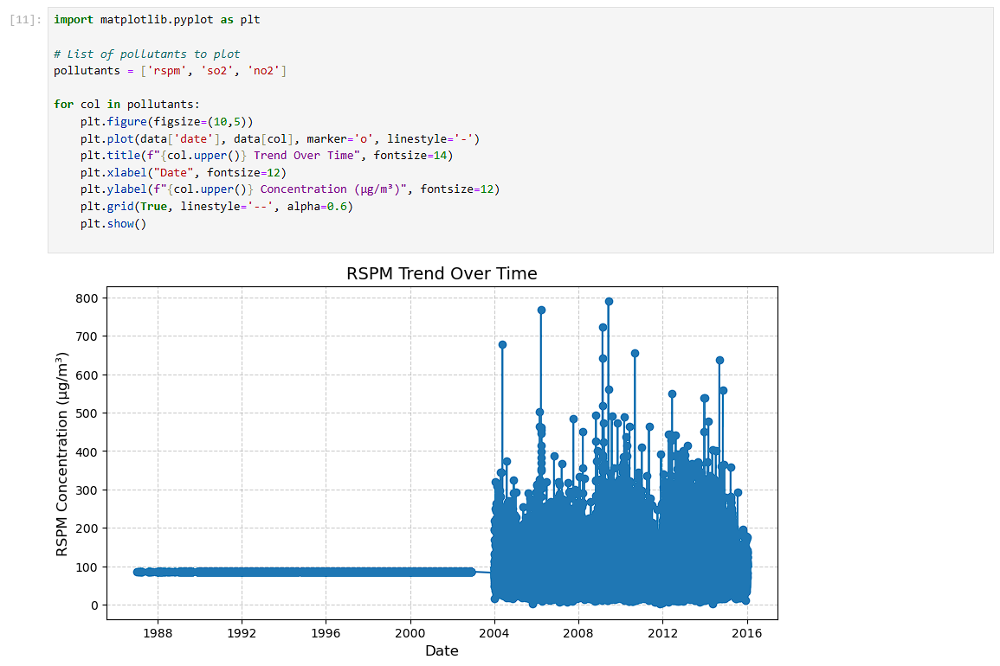 [11]:
import matplotlib.pyplot as plt
# List of pollutants to plot
pollutants = ['rspm', 'so2', 'no2']
for col in pollutants:
    plt.figure(figsize=(10,5))
    plt.plot(data['date'], data[col], marker='o', linestyle='-')
    plt.title(f"{col.upper()} Trend Over Time", fontsize=14)
    plt.xlabel("Date", fontsize=12)
    plt.ylabel(f"{col.upper()} Concentration (µg/m³)", fontsize=12)
    plt.grid(True, linestyle='--', alpha=0.6)
    plt.show()
RSPM Trend Over Time
RSPM Concentration (µg/m³)
800
700
600
500
400
300
200
100
0
1988 1992 1996 2000 2004 2008 2012 2016
Date